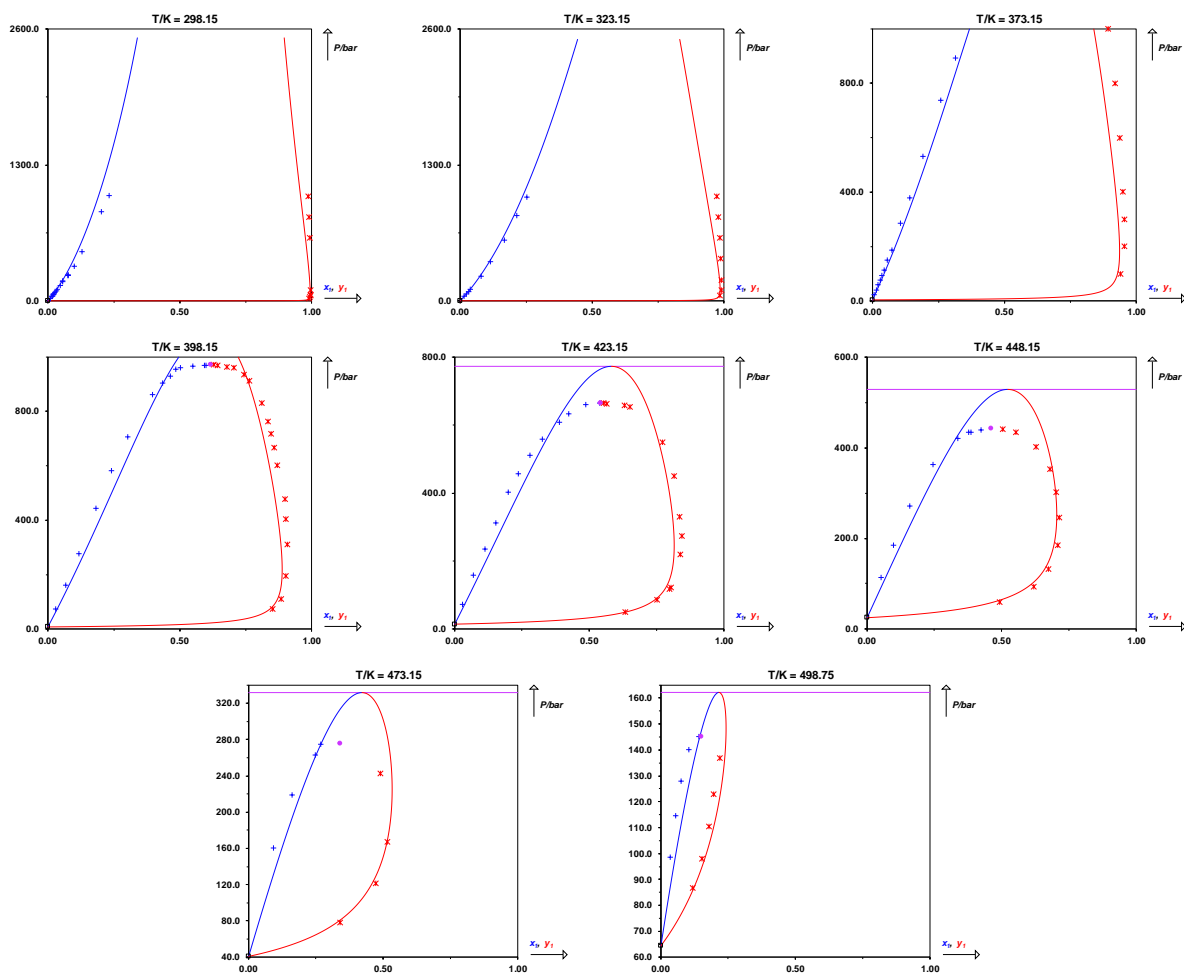 T/K = 298.15
2600.0
P/bar
1300.0
0.0
x₁, y₁
0.00
0.50
1.00
T/K = 323.15
2600.0
P/bar
1300.0
0.0
x₁, y₁
0.00
0.50
1.00
T/K = 373.15
P/bar
800.0
400.0
0.0
x₁, y₁
0.00
0.50
1.00
T/K = 398.15
P/bar
800.0
400.0
0.0
x₁, y₁
0.00
0.50
1.00
T/K = 423.15
800.0
P/bar
400.0
0.0
x₁, y₁
0.00
0.50
1.00
T/K = 448.15
600.0
P/bar
400.0
200.0
0.0
x₁, y₁
0.00
0.50
1.00
T/K = 473.15
320.0
P/bar
280.0
240.0
200.0
160.0
120.0
80.0
40.0
x₁, y₁
0.00
0.50
1.00
T/K = 498.75
160.0
P/bar
150.0
140.0
130.0
120.0
110.0
100.0
90.0
80.0
70.0
60.0
x₁, y₁
0.00
0.50
1.00